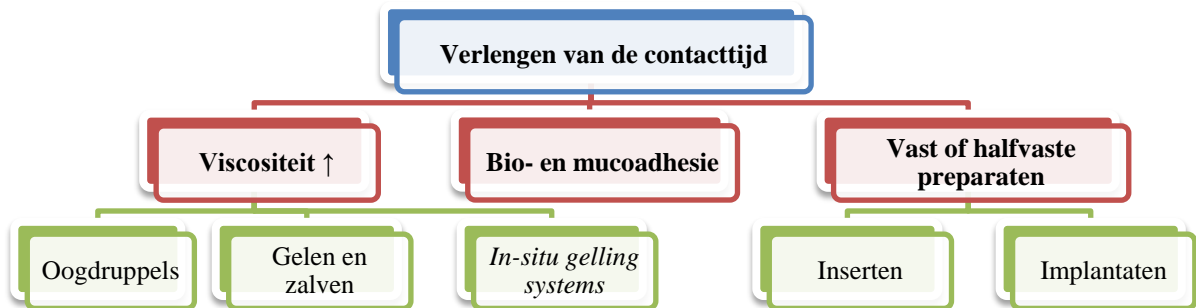 Verlengen van de contacttijd
Viscositeit ↑
Bio- en mucoadhesie
Vast of halfvaste
preparaten
Oogdruppels
Gelen en
zalven
In-situ gelling
systems
Inserten
Implantaten